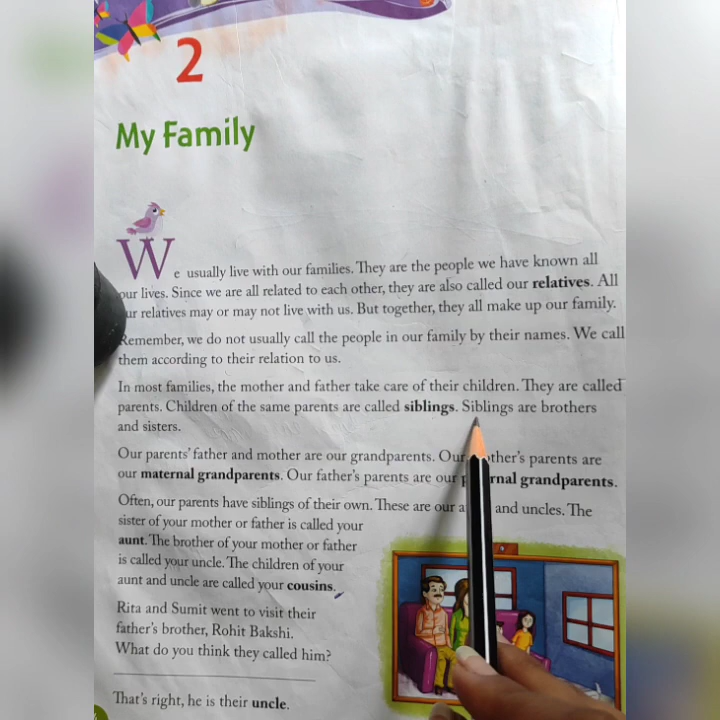 2
My Family
We usually live with our families. They are the people we have known all
our lives. Since we are all related to each other, they are also called our relatives. All
ur relatives may or may not live with us. But together, they all make up our family.
Remember, we do not usually call the people in our family by their names. We call
them according to their relation to us.
In most families, the mother and father take care of their children. They are called
parents. Children of the same parents are called siblings. Siblings are brothers
and sisters.
Our parents' father and mother are our grandparents. Our ther's parents are
our maternal grandparents. Our father's parents are our p rnal grandparents.
Often, our parents have siblings of their own. These are our a and uncles. The
sister of your mother or father is called your
aunt. The brother of your mother or father
is called your uncle. The children of your
aunt and uncle are called your cousins.
Rita and Sumit went to visit their
father's brother, Rohit Bakshi.
What do you think they called him?
That's right, he is their uncle.